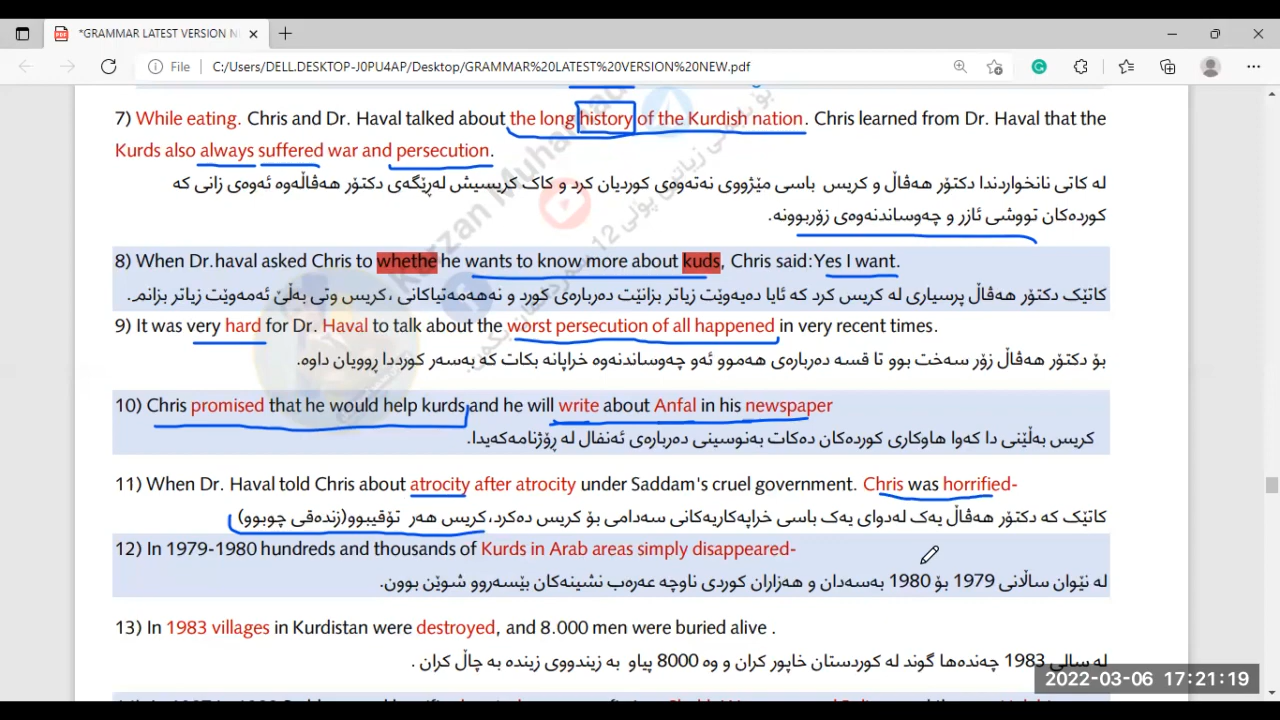 *GRAMMAR LATEST VERSION N
File
C:/Users/DELL.DESKTOP-J0PU4AP/Desktop/GRAMMAR%20LATEST%20VERSION%20NEW.pdf
7) While eating. Chris and Dr. Haval talked about the long history of the Kurdish nation. Chris learned from Dr. Haval that the
Kurds also always suffered war and persecution.
لە کاتی نانخواردندا دکتۆر هەڤاڵ و کریس باسی مێژووی نەتەوەی کوردیان کرد و کاک کریسیش لەڕێگەی دکتۆر هەڤاڵەوە ئەوەی زانی کە
کوردەکان تووشی ئازر و چەوساندنەوەی زۆربوونە.
8) When Dr.haval asked Chris to whethe he wants to know more about kuds, Chris said:Yes I want.
کاتێک دکتۆر هەڤاڵ پرسیاری لە کریس کرد کە ئایا دەیەوێت زیاتر بزانێت دەربارەی کورد و نەهەمەتیاکانی ، کریس وتی بەڵێ ئەمەوێت زیاتر بزانم.
9) It was very hard for Dr. Haval to talk about the worst persecution of all happened in very recent times.
بۆ دکتۆر هەڤاڵ زۆر سەخت بوو تا قسە دەربارەی هەموو ئەو چەوساندنەوە خراپانە بکات کە بەسەر کورددا ڕوویان داوە.
10) Chris promised that he would help kurds and he will write about Anfal in his newspaper
کریس بەڵێنی دا کەوا هاوکاری کوردەکان دەکات بەنوسینی دەربارەی ئەنفال لە ڕۆژنامەکەیدا.
11) When Dr. Haval told Chris about atrocity after atrocity under Saddam's cruel government. Chris was horrified-
کاتێک کە دکتۆر هەڤاڵ یەک لەدوای یەک باسی خراپەکاریەکانی سەدامی بۆ کریس دەکرد، کریس هەر تۆقیبوو(زندەقی چوبوو)
12) In 1979-1980 hundreds and thousands of Kurds in Arab areas simply disappeared-
لە نێوان ساڵانی 1979 بۆ 1980 بەسەدان و هەزاران کوردی ناوچە عەرەب نشینەکان بێسەروو شوێن بوون.
13) In 1983 villages in Kurdistan were destroyed, and 8.000 men were buried alive .
لە سالی 1983 چەندەها گوند لە کوردستان خاپور کران و وە 8000 پیاو بە زیندووی زیندە بە چاڵ کران .
2022-03-06 17:21:19